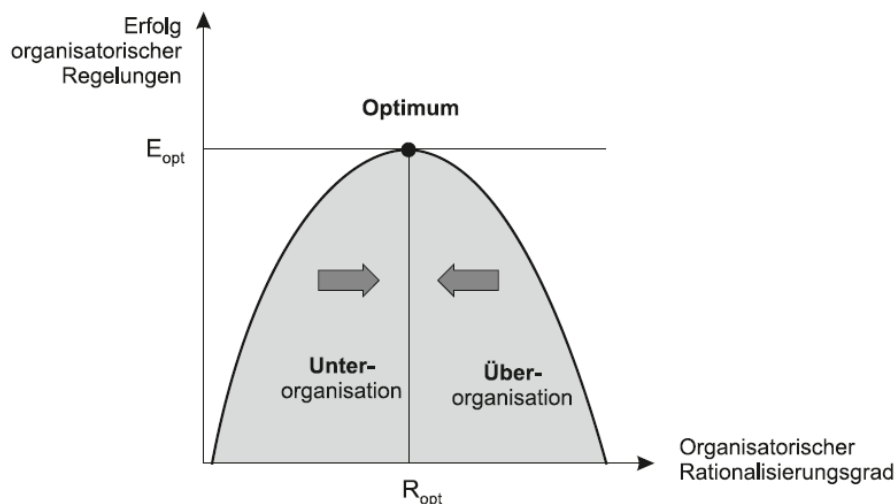 Erfolg
organisatorischer
Regelungen
Optimum
E_opt
Unter-
organisation
Über-
organisation
Organisatorischer
Rationalisierungsgrad
R_opt